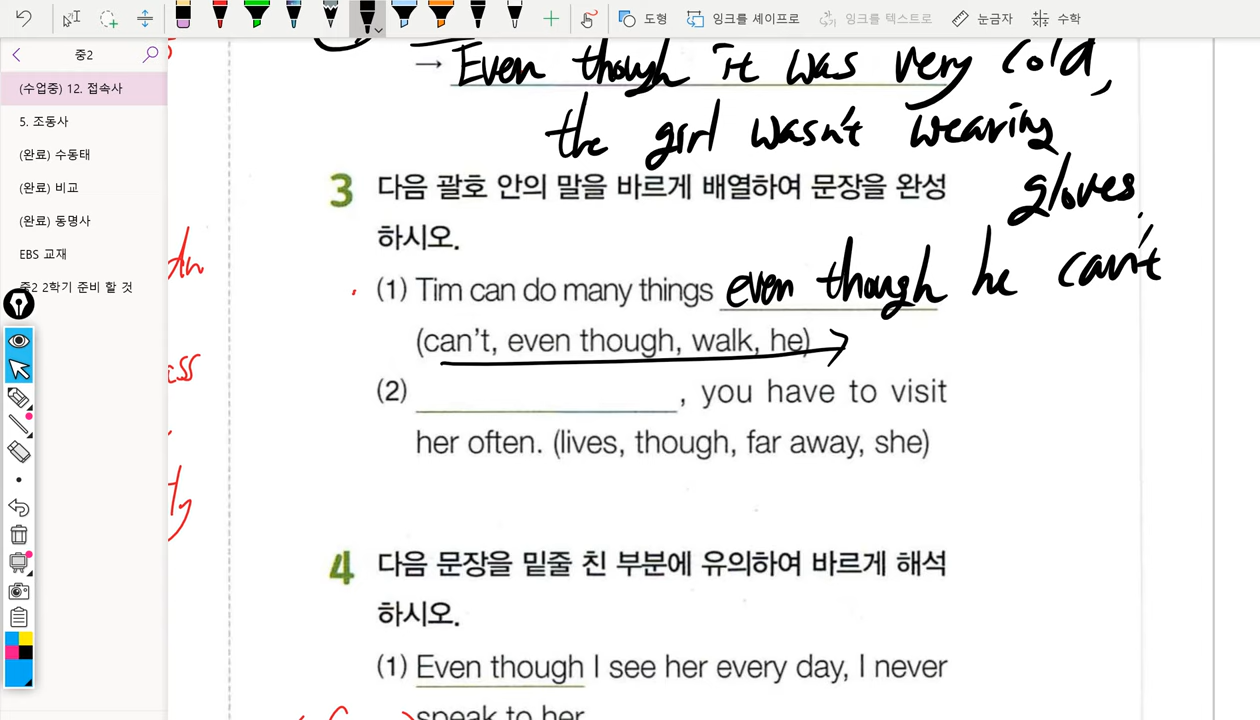 도형
잉크를 셰이프로
잉크를 텍스트로
눈금자
수학
중2
(수업중) 12. 접속사
5. 조동사
(완료) 수동태
(완료) 비교
(완료) 동명사
EBS 교재
중2 2학기 준비 할 것
→ Even though it was very cold,
the girl wasn't wearing
gloves.
3 다음 괄호 안의 말을 바르게 배열하여 문장을 완성
하시오.
(1) Tim can do many things even though he can't
(can't, even though, walk, he)
(2) ____________, you have to visit
her often. (lives, though, far away, she)
4 다음 문장을 밑줄 친 부분에 유의하여 바르게 해석
하시오.
(1) Even though I see her every day, I never
speak to her.